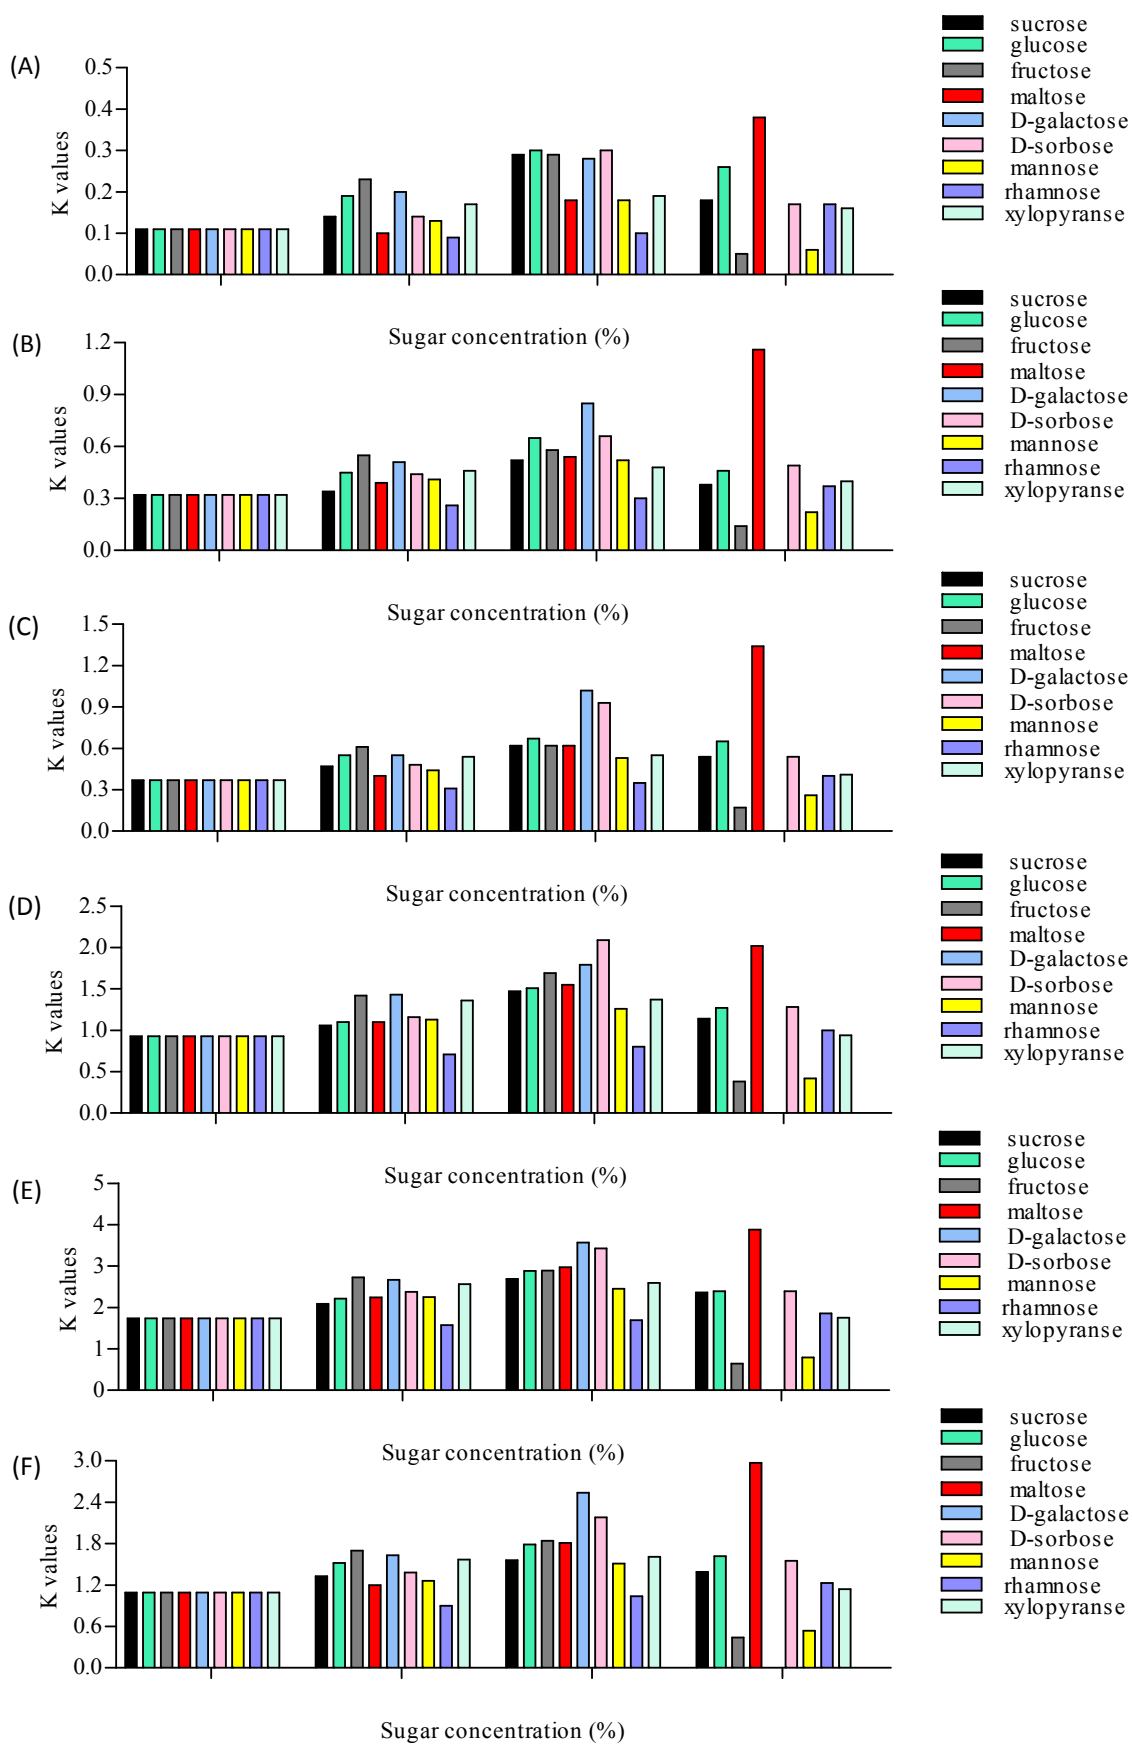 (A)
K values
0.5
0.4
0.3
0.2
0.1
0.0
Sugar concentration (%)
sucrose
glucose
fructose
maltose
D-galactose
D-sorbose
mannose
rhamnose
xylopyranse
(B)
K values
1.2
0.9
0.6
0.3
0.0
Sugar concentration (%)
sucrose
glucose
fructose
maltose
D-galactose
D-sorbose
mannose
rhamnose
xylopyranse
(C)
K values
1.5
1.2
0.9
0.6
0.3
0.0
Sugar concentration (%)
sucrose
glucose
fructose
maltose
D-galactose
D-sorbose
mannose
rhamnose
xylopyranse
(D)
K values
2.5
2.0
1.5
1.0
0.5
0.0
Sugar concentration (%)
sucrose
glucose
fructose
maltose
D-galactose
D-sorbose
mannose
rhamnose
xylopyranse
(E)
K values
5
4
3
2
1
0
Sugar concentration (%)
sucrose
glucose
fructose
maltose
D-galactose
D-sorbose
mannose
rhamnose
xylopyranse
(F)
K values
3.0
2.4
1.8
1.2
0.6
0.0
Sugar concentration (%)
sucrose
glucose
fructose
maltose
D-galactose
D-sorbose
mannose
rhamnose
xylopyranse